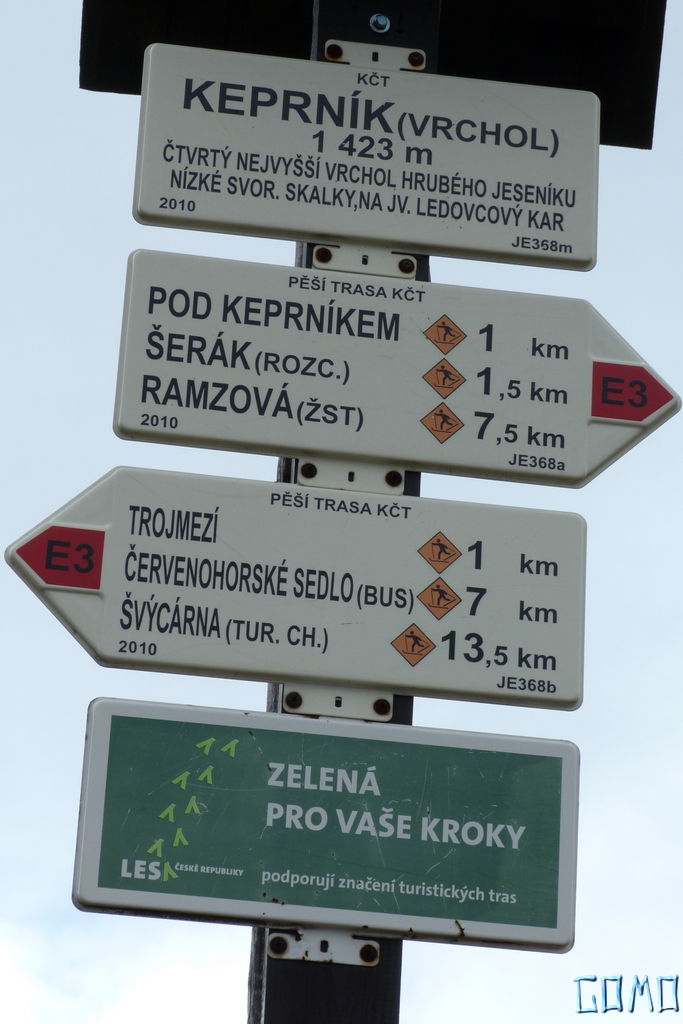 KČT
KEPRNÍK (VRCHOL)
1 423 m
ČTVRTÝ NEJVYŠŠÍ VRCHOL HRUBÉHO JESENÍKU
NÍZKÉ SVOR. SKALKY,NA JV. LEDOVCOVÝ KAR
2010 JE368m
PĚŠÍ TRASA KČT
POD KEPRNÍKEM 1 km
ŠERÁK (ROZC.) 1,5 km
RAMZOVÁ (ŽST) 7,5 km
E3
2010 JE368a
PĚŠÍ TRASA KČT
TROJMEZÍ 1 km
E3
ČERVENOHORSKÉ SEDLO (BUS) 7 km
ŠVÝCÁRNA (TUR. CH.) 13,5 km
2010 JE368b
ZELENÁ
PRO VAŠE KROKY
LES ČESKÉ REPUBLIKY
podporují značení turistických tras
GOMO